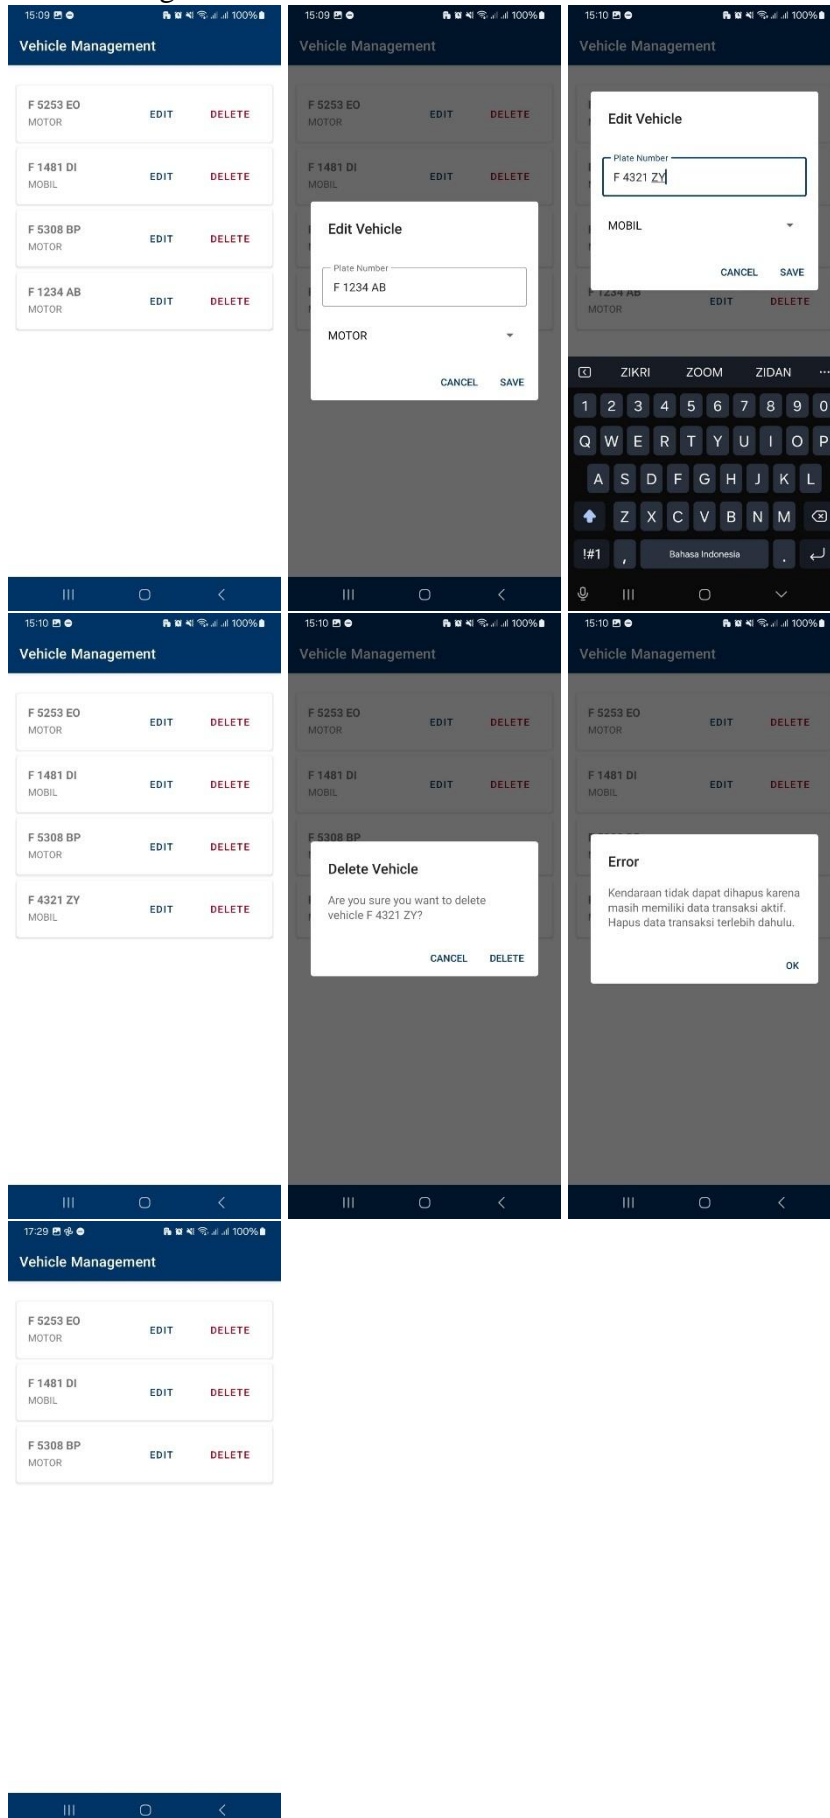 15:09 100%
Vehicle Management
F 5253 EO
MOTOR
EDIT DELETE
F 1481 DI
MOBIL
EDIT DELETE
F 5308 BP
MOTOR
EDIT DELETE
F 1234 AB
MOTOR
EDIT DELETE
15:09 100%
Vehicle Management
F 5253 EO
MOTOR
EDIT DELETE
F 1481 DI
MOBIL
EDIT DELETE
Edit Vehicle
Plate Number
F 1234 AB
MOTOR
CANCEL SAVE
15:10 100%
Vehicle Management
Edit Vehicle
Plate Number
F 4321 ZY
MOBIL
CANCEL SAVE
F 1234 AB
MOTOR
EDIT DELETE
ZIKRI ZOOM ZIDAN ...
1 2 3 4 5 6 7 8 9 0
Q W E R T Y U I O P
A S D F G H J K L
Z X C V B N M
!#1 , Bahasa Indonesia .
15:10 100%
Vehicle Management
F 5253 EO
MOTOR
EDIT DELETE
F 1481 DI
MOBIL
EDIT DELETE
F 5308 BP
MOTOR
EDIT DELETE
F 4321 ZY
MOBIL
EDIT DELETE
15:10 100%
Vehicle Management
F 5253 EO
MOTOR
EDIT DELETE
F 1481 DI
MOBIL
EDIT DELETE
F 5308 BP
Delete Vehicle
Are you sure you want to delete
vehicle F 4321 ZY?
CANCEL DELETE
15:10 100%
Vehicle Management
F 5253 EO
MOTOR
EDIT DELETE
F 1481 DI
MOBIL
EDIT DELETE
Error
Kendaraan tidak dapat dihapus karena
masih memiliki data transaksi aktif.
Hapus data transaksi terlebih dahulu.
OK
17:29 100%
Vehicle Management
F 5253 EO
MOTOR
EDIT DELETE
F 1481 DI
MOBIL
EDIT DELETE
F 5308 BP
MOTOR
EDIT DELETE